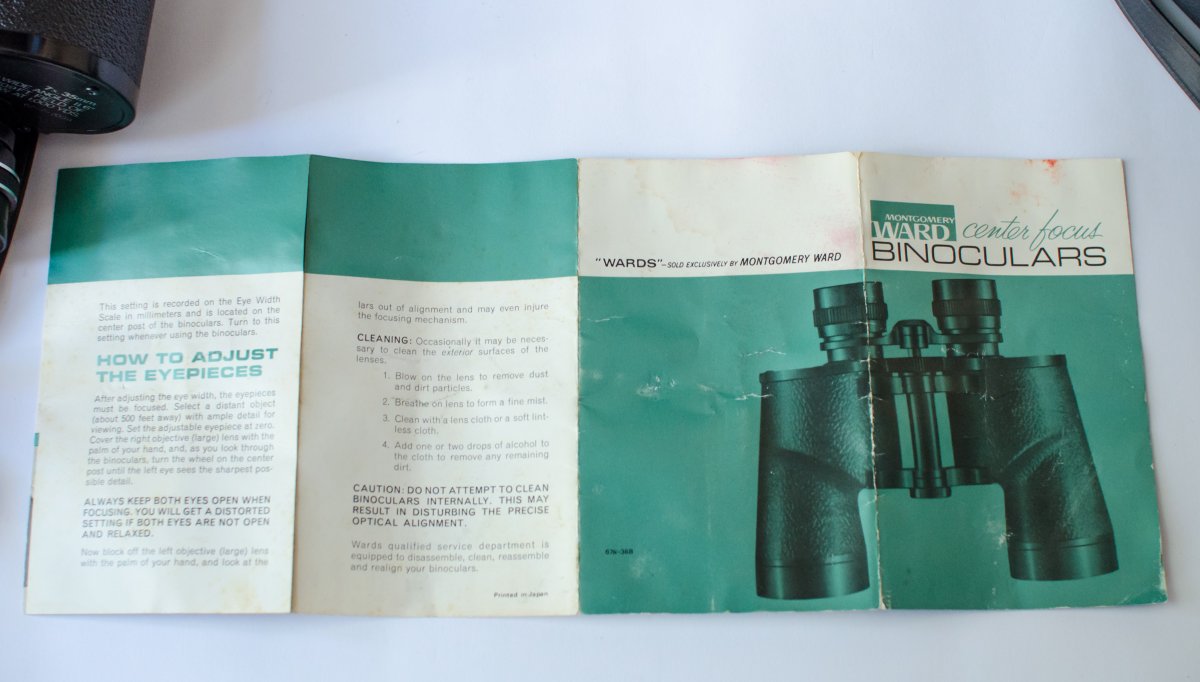 7x 35mm
WIDE ANGLE
This setting is recorded on the Eye Width
Scale in millimeters and is located on the
center post of the binoculars. Turn to this
setting whenever using the binoculars.
HOW TO ADJUST
THE EYEPIECES
After adjusting the eye width, the eyepieces
must be focused. Select a distant object
(about 500 feet away) with ample detail for
viewing. Set the adjustable eyepiece at zero.
Cover the right objective (large) lens with the
palm of your hand, and, as you look through
the binoculars, turn the wheel on the center
post until the left eye sees the sharpest pos-
sible detail.
ALWAYS KEEP BOTH EYES OPEN WHEN
FOCUSING. YOU WILL GET A DISTORTED
SETTING IF BOTH EYES ARE NOT OPEN
AND RELAXED.
Now block off the left objective (large) lens
with the palm of your hand, and look at the
lars out of alignment and may even injure
the focusing mechanism.
CLEANING: Occasionally it may be neces-
sary to clean the exterior surfaces of the
lenses.
1. Blow on the lens to remove dust
and dirt particles.
2. Breathe on lens to form a fine mist.
3. Clean with a lens cloth or a soft lint-
less cloth.
4. Add one or two drops of alcohol to
the cloth to remove any remaining
dirt.
CAUTION: DO NOT ATTEMPT TO CLEAN
BINOCULARS INTERNALLY. THIS MAY
RESULT IN DISTURBING THE PRECISE
OPTICAL ALIGNMENT.
Wards qualified service department is
equipped to disassemble, clean, reassemble
and realign your binoculars.
Printed in Japan
"WARDS"—SOLD EXCLUSIVELY BY MONTGOMERY WARD
67k-36B
MONTGOMERY
WARD center focus
BINOCULARS